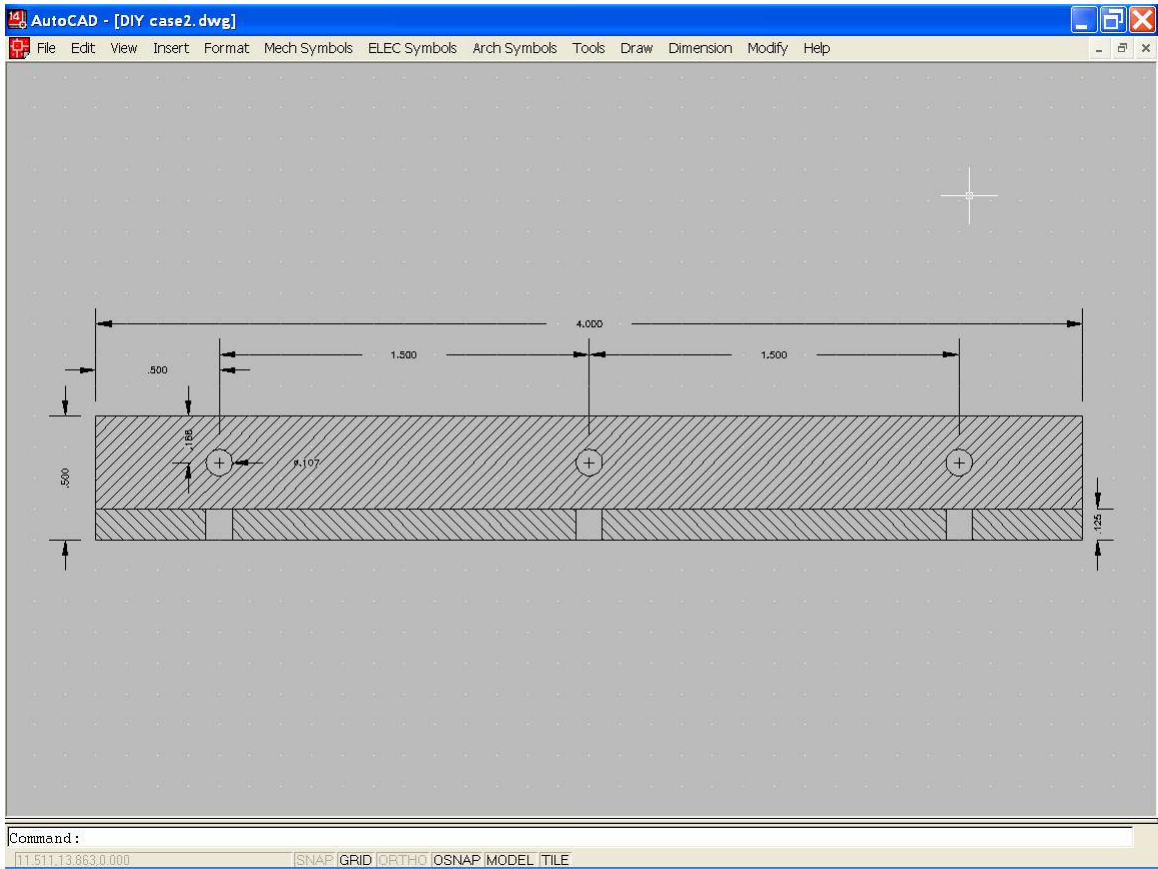 14 AutoCAD - [DIY case2.dwg]
File Edit View Insert Format Mech Symbols ELEC Symbols Arch Symbols Tools Draw Dimension Modify Help
4.000
1.500 1.500
.500
.188
ø.107
.500
.125
Command:
11.511,13.863,0.000 SNAP GRID ORTHO OSNAP MODEL TILE